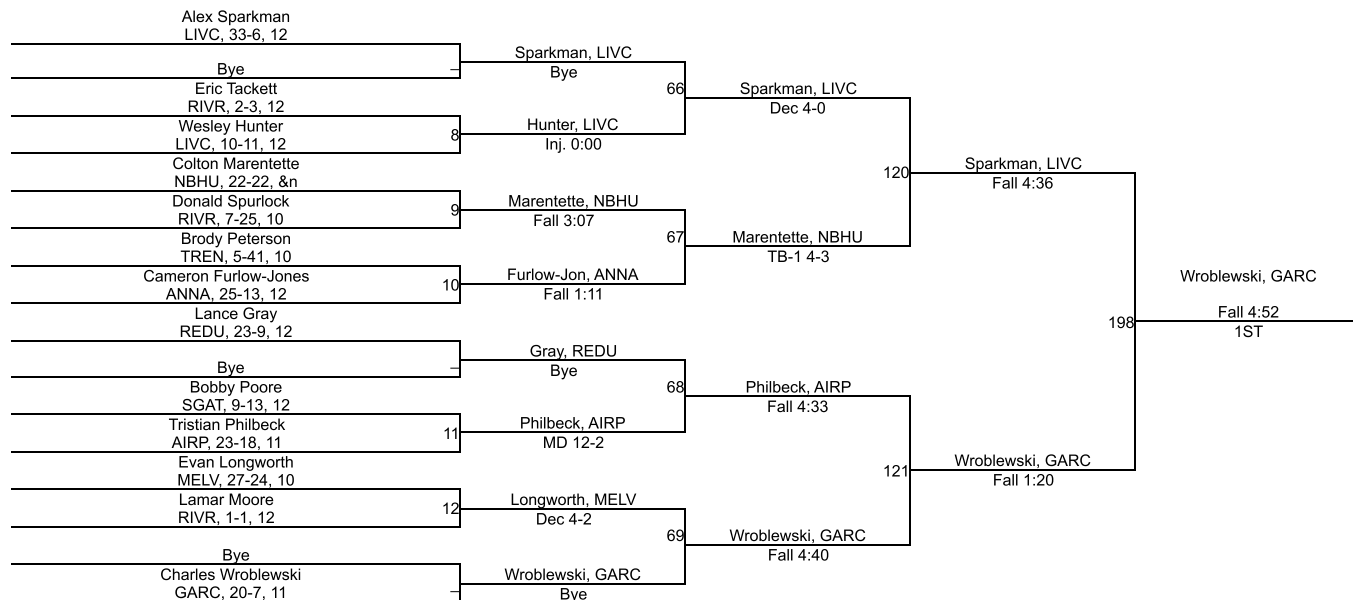 Alex Sparkman
LIVC, 33-6, 12
Bye
Eric Tackett
RIVR, 2-3, 12
Wesley Hunter
LIVC, 10-11, 12
Colton Marentette
NBHU, 22-22, &n
Donald Spurlock
RIVR, 7-25, 10
Brody Peterson
TREN, 5-41, 10
Cameron Furlow-Jones
ANNA, 25-13, 12
Lance Gray
REDU, 23-9, 12
Bye
Bobby Poore
SGAT, 9-13, 12
Tristian Philbeck
AIRP, 23-18, 11
Evan Longworth
MELV, 27-24, 10
Lamar Moore
RIVR, 1-1, 12
Bye
Charles Wroblewski
GARC, 20-7, 11
–
8
9
10
–
11
12
–
Sparkman, LIVC
Bye
Hunter, LIVC
Inj. 0:00
Marentette, NBHU
Fall 3:07
Furlow-Jon, ANNA
Fall 1:11
Gray, REDU
Bye
Philbeck, AIRP
MD 12-2
Longworth, MELV
Dec 4-2
Wroblewski, GARC
Bye
66
67
68
69
Sparkman, LIVC
Dec 4-0
Marentette, NBHU
TB-1 4-3
Philbeck, AIRP
Fall 4:33
Wroblewski, GARC
Fall 4:40
120
121
Sparkman, LIVC
Fall 4:36
Wroblewski, GARC
Fall 1:20
198
Wroblewski, GARC
Fall 4:52
1ST